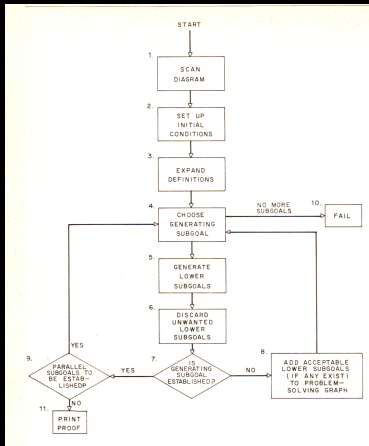 START
1.
SCAN
DIAGRAM
2.
SET UP
INITIAL
CONDITIONS
3.
EXPAND
DEFINITIONS
4.
CHOOSE
GENERATING
SUBGOAL
NO MORE
SUBGOALS
10.
FAIL
5.
GENERATE
LOWER
SUBGOALS
6.
DISCARD
UNWANTED
LOWER
SUBGOALS
7.
IS
GENERATING
SUBGOAL
ESTABLISHED?
NO
8.
ADD ACCEPTABLE
LOWER SUBGOALS
(IF ANY EXIST)
TO PROBLEM-
SOLVING GRAPH
YES
9.
PARALLEL
SUBGOALS TO
BE ESTAB-
LISHED?
YES
NO
11.
PRINT
PROOF